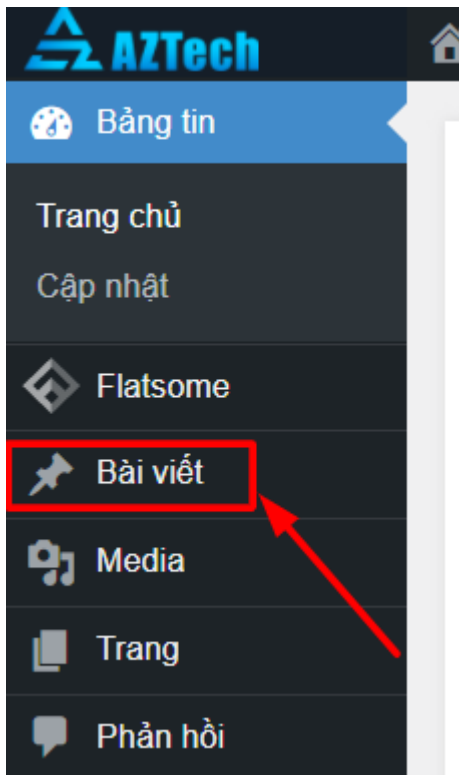 AZTech
Bảng tin
Trang chủ
Cập nhật
Flatsome
Bài viết
Media
Trang
Phản hồi